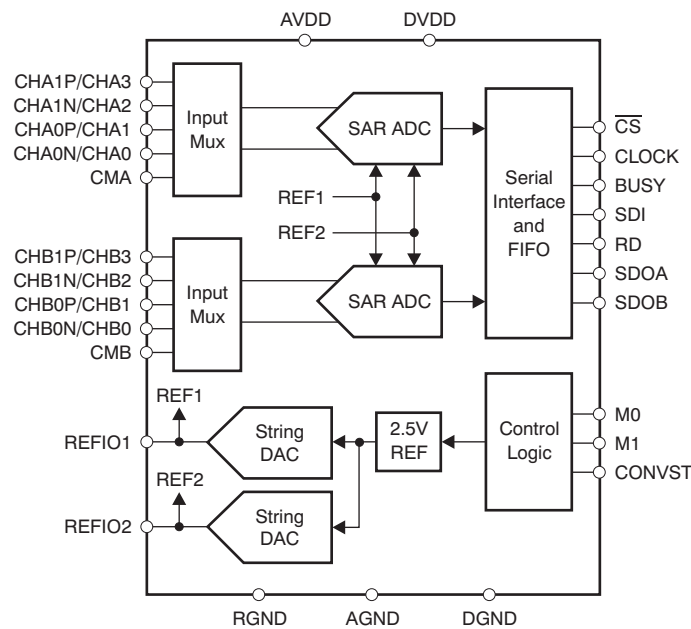 AVDD
DVDD
CHA1P/CHA3
CHA1N/CHA2
CHA0P/CHA1
CHA0N/CHA0
CMA
Input
Mux
SAR ADC
REF1
REF2
CHB1P/CHB3
CHB1N/CHB2
CHB0P/CHB1
CHB0N/CHB0
CMB
Input
Mux
SAR ADC
Serial
Interface
and
FIFO
CS
CLOCK
BUSY
SDI
RD
SDOA
SDOB
REF1
REFIO1
String
DAC
2.5V
REF
Control
Logic
M0
M1
CONVST
REF2
REFIO2
String
DAC
RGND
AGND
DGND